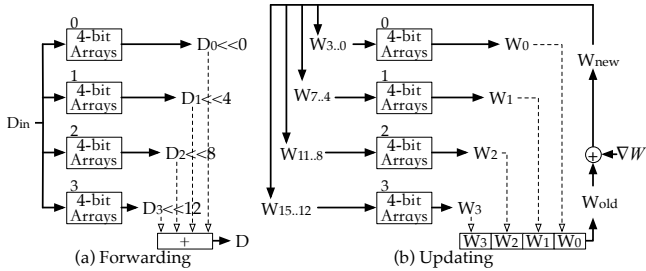 0
4-bit
Arrays
D0<<0
1
4-bit
Arrays
D1<<4
Din
2
4-bit
Arrays
D2<<8
3
4-bit
Arrays
D3<<12
+
D
(a) Forwarding
W3..0
0
4-bit
Arrays
W0
Wnew
W7..4
1
4-bit
Arrays
W1
W11..8
2
4-bit
Arrays
W2
+
∇W
W15..12
3
4-bit
Arrays
W3
Wold
W3 W2 W1 W0
(b) Updating